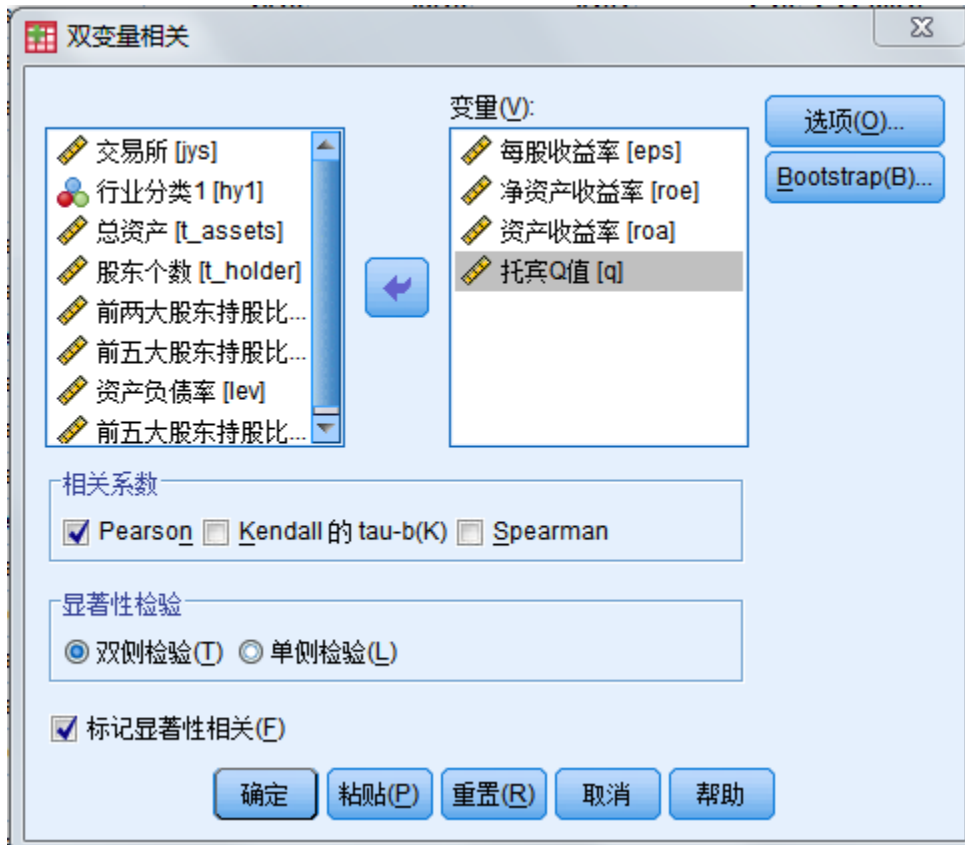 双变量相关
变量(V):
交易所 [jys]
行业分类1 [hy1]
总资产 [t_assets]
股东个数 [t_holder]
前两大股东持股比...
前五大股东持股比...
资产负债率 [lev]
前五大股东持股比...
每股收益率 [eps]
净资产收益率 [roe]
资产收益率 [roa]
托宾Q值 [q]
选项(O)...
Bootstrap(B)...
相关系数
Pearson Kendall 的 tau-b(K) Spearman
显著性检验
双侧检验(T) 单侧检验(L)
标记显著性相关(F)
确定 粘贴(P) 重置(R) 取消 帮助